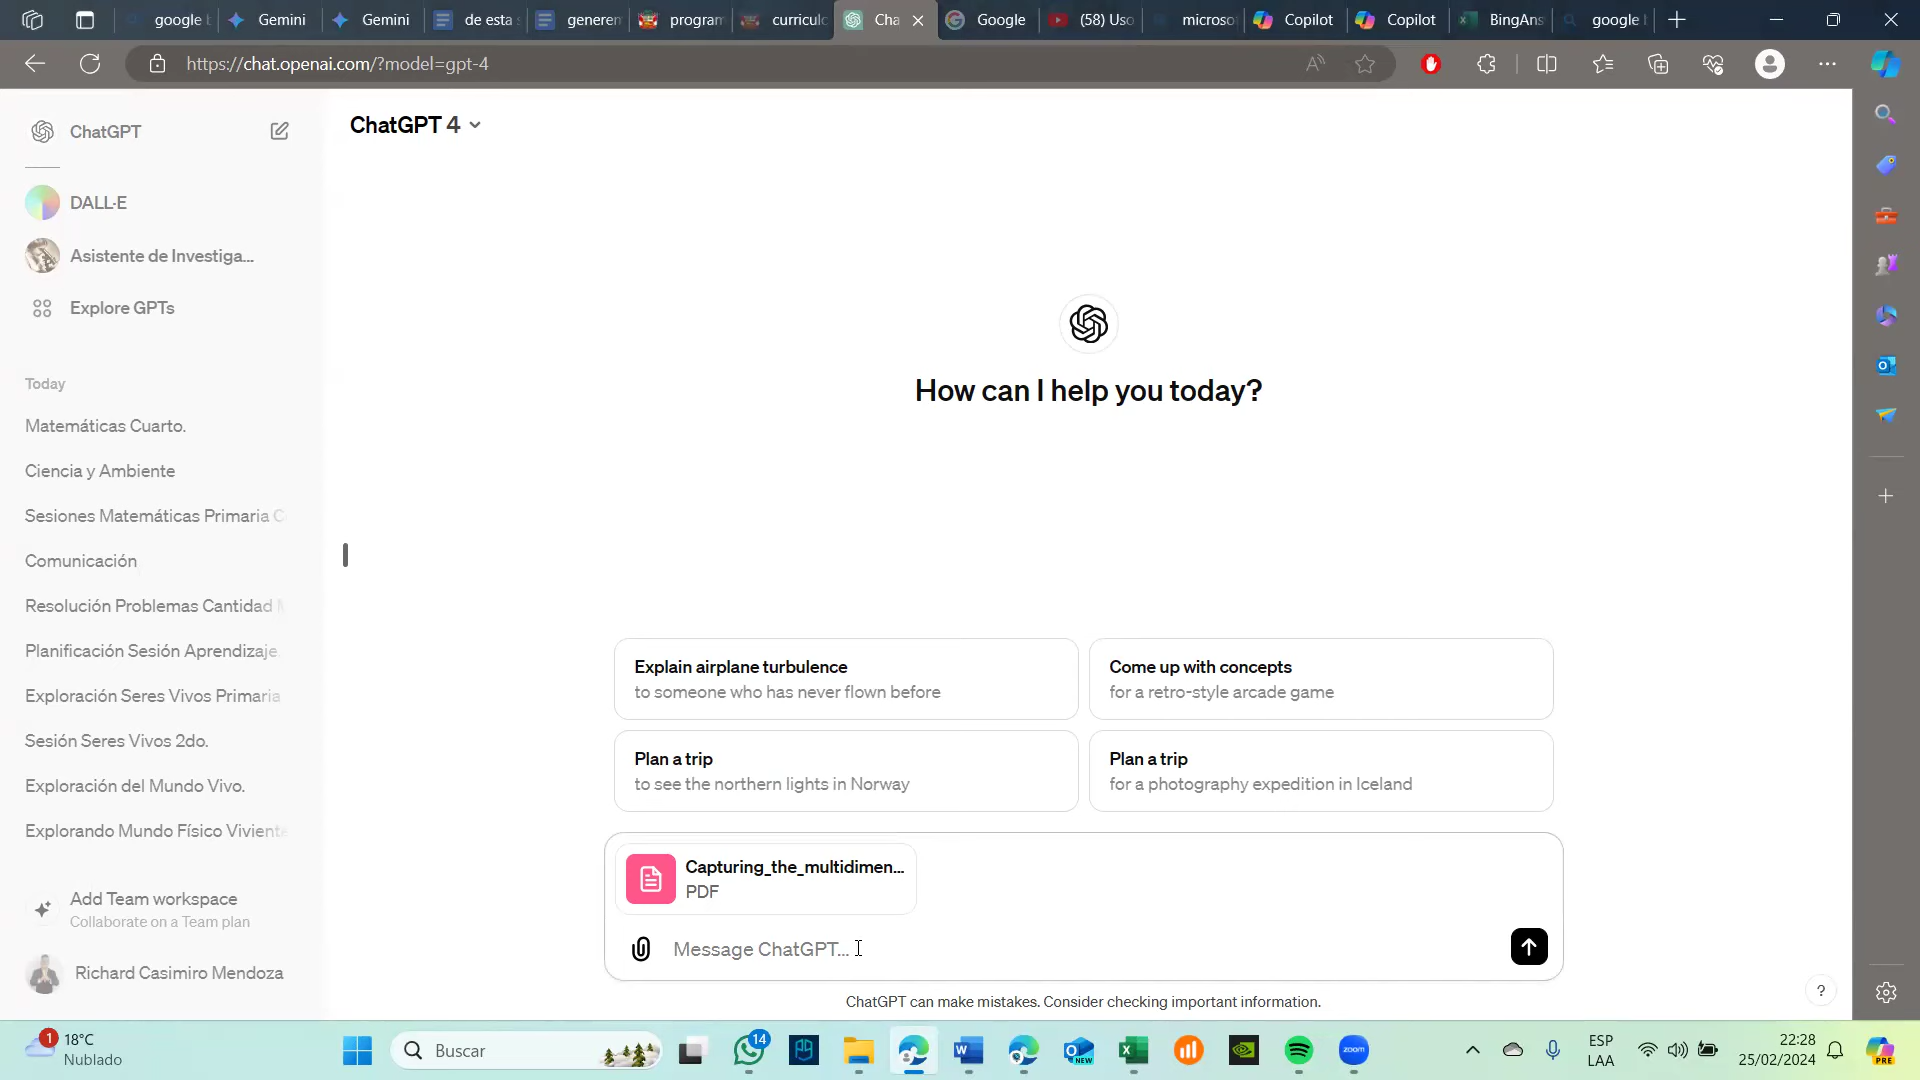 google b
Gemini
Gemini
de esta s
generem
program
curriculo
Cha
Google
(58) Uso
microso
Copilot
Copilot
BingAns
google b
https://chat.openai.com/?model=gpt-4
ChatGPT
ChatGPT 4
DALL·E
Asistente de Investiga...
Explore GPTs
Today
Matemáticas Cuarto.
Ciencia y Ambiente
Sesiones Matemáticas Primaria C
Comunicación
Resolución Problemas Cantidad M
Planificación Sesión Aprendizaje
Exploración Seres Vivos Primaria
Sesión Seres Vivos 2do.
Exploración del Mundo Vivo.
Explorando Mundo Físico Viviente
Add Team workspace
Collaborate on a Team plan
Richard Casimiro Mendoza
How can I help you today?
Explain airplane turbulence
to someone who has never flown before
Come up with concepts
for a retro-style arcade game
Plan a trip
to see the northern lights in Norway
Plan a trip
for a photography expedition in Iceland
Capturing_the_multidimen...
PDF
Message ChatGPT...
ChatGPT can make mistakes. Consider checking important information.
?
1
18°C
Nublado
Buscar
14
NEW
zoom
ESP
LAA
22:28
25/02/2024
PRE